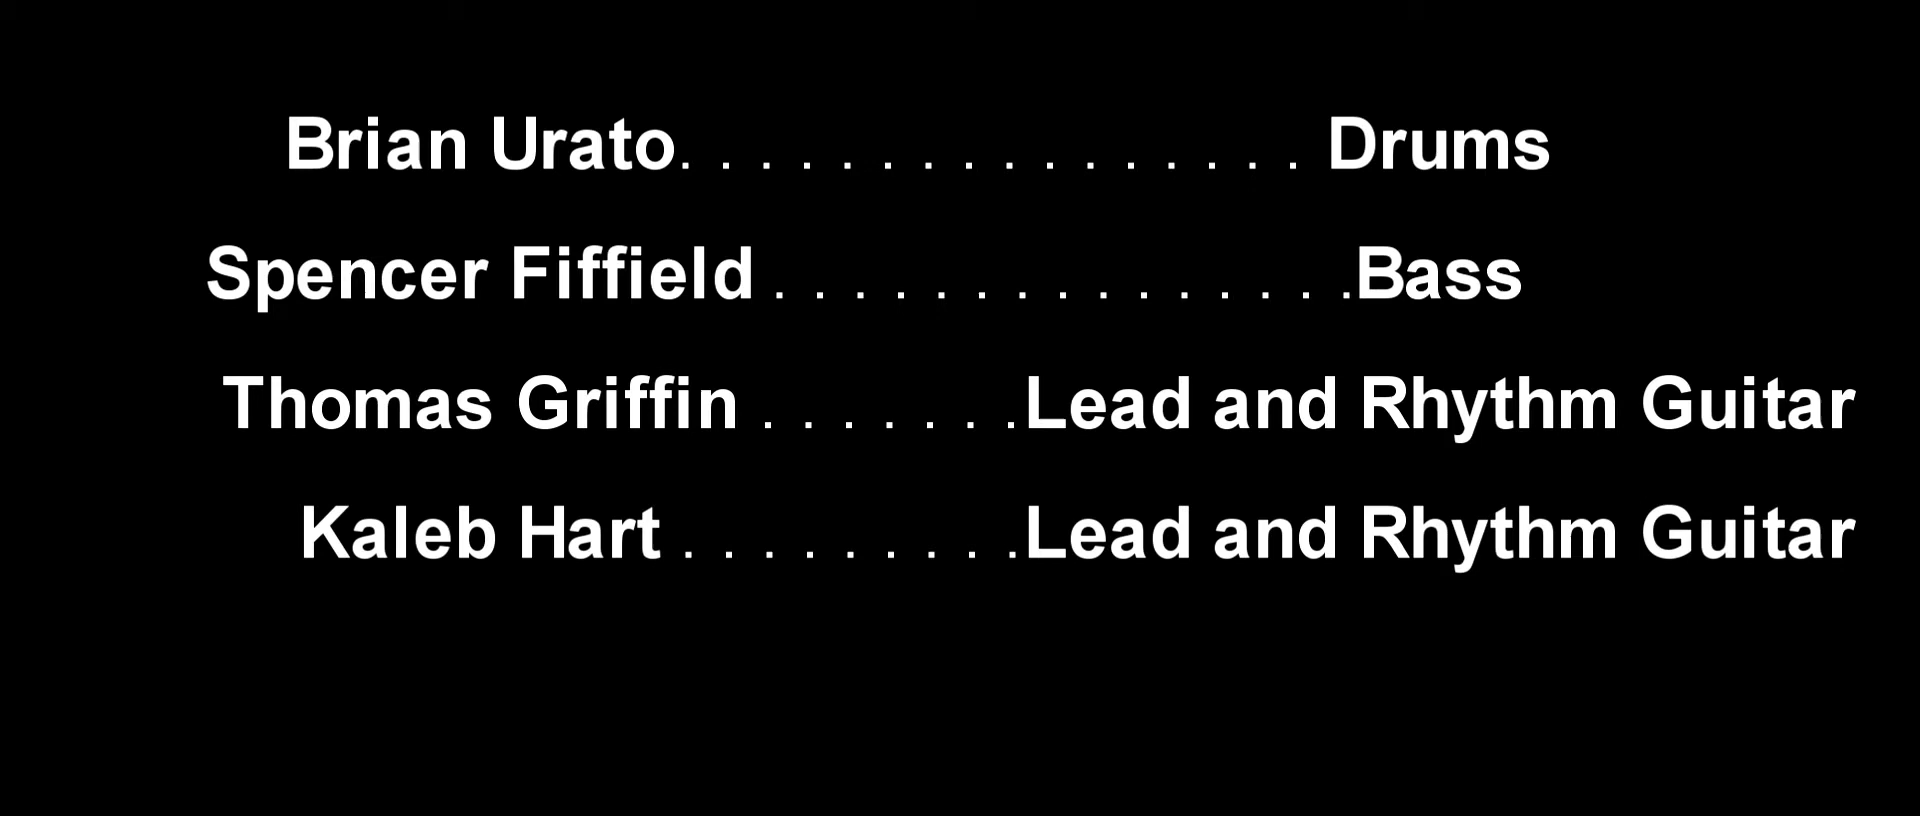 Brian Urato. . . . . . . . . . . . . . . . Drums
Spencer Fiffield . . . . . . . . . . . . . . .Bass
Thomas Griffin . . . . . . .Lead and Rhythm Guitar
Kaleb Hart . . . . . . . . .Lead and Rhythm Guitar